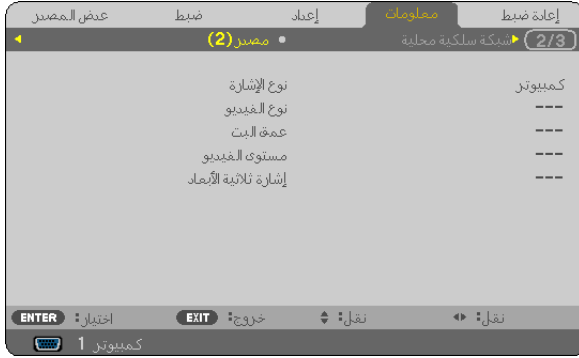 عرض المصدر ضبط إعداد معلومات إعادة ضبط
مصدر(2) شبكة سلكية محلية 2/3
نوع الإشارة كمبيوتر
نوع الفيديو ---
عمق البت ---
مستوى الفيديو ---
إشارة ثلاثية الأبعاد ---
ENTER اختيار: EXIT خروج: نقل: نقل:
كمبيوتر 1